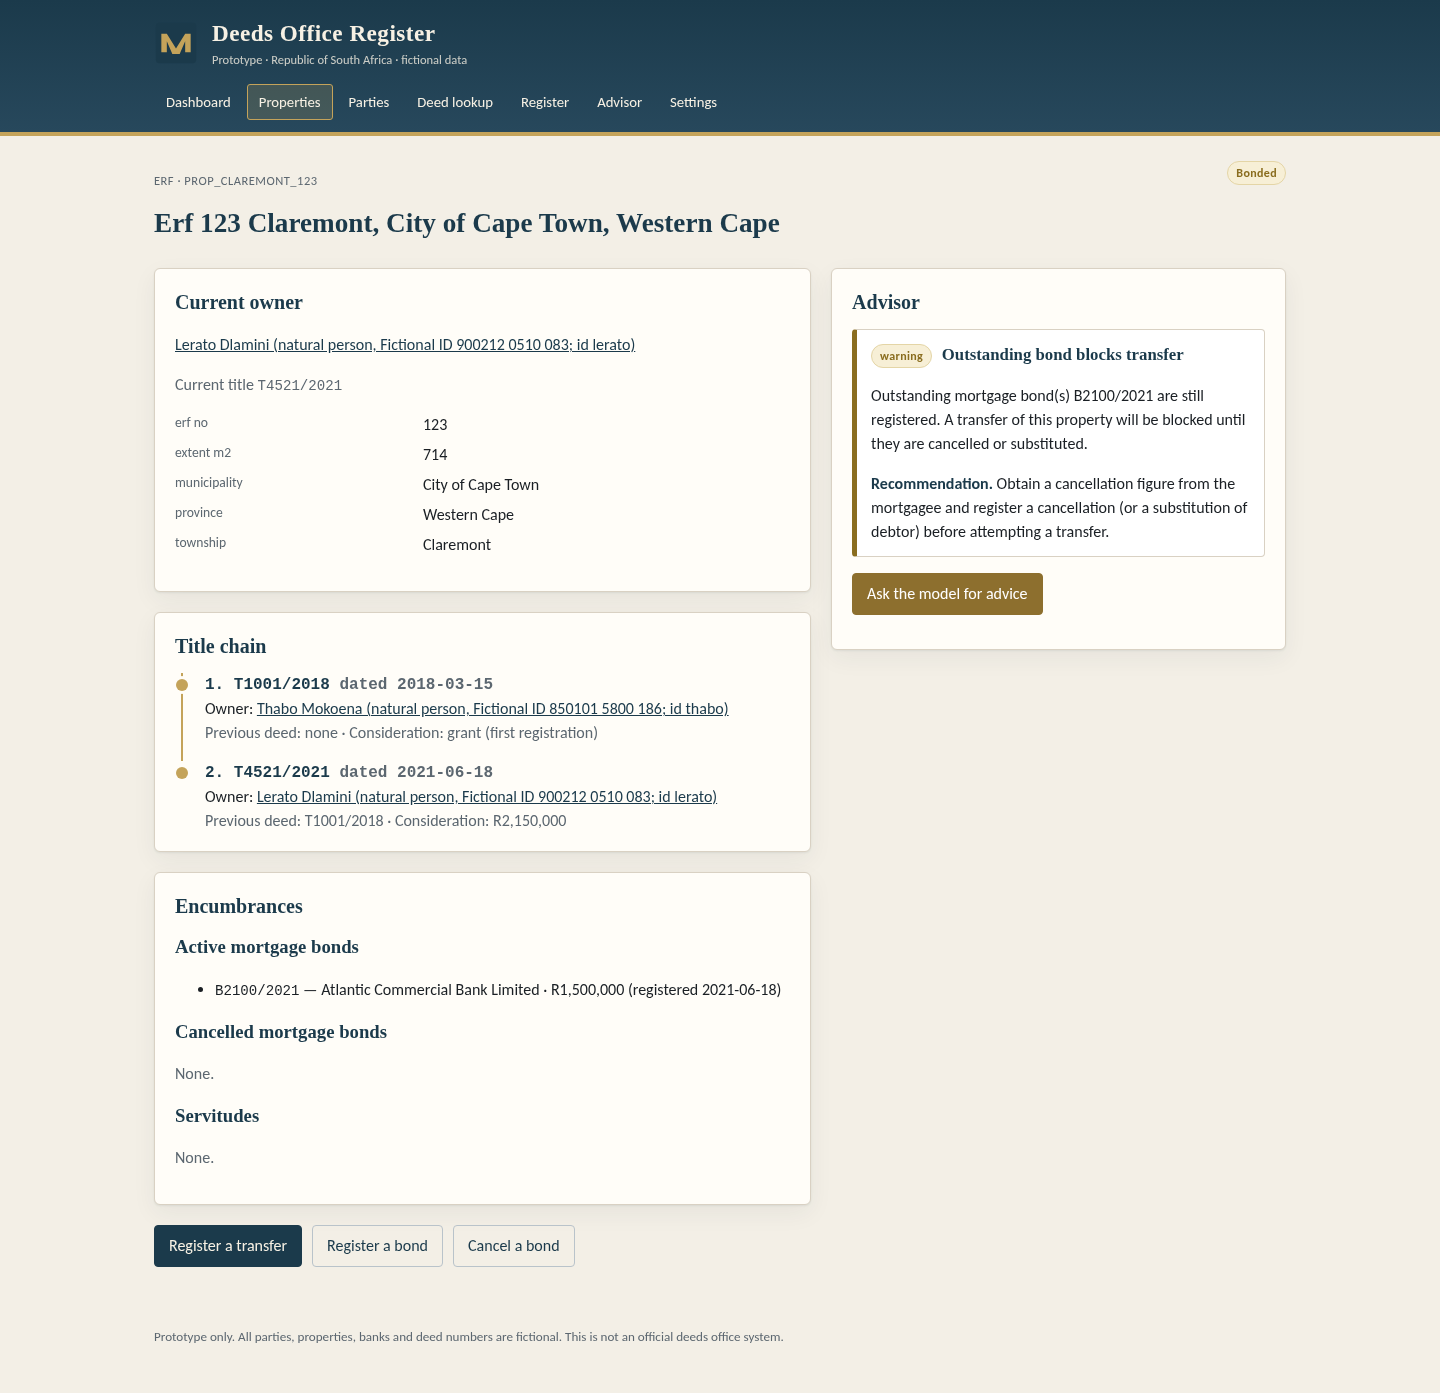 M
Deeds Office Register
Prototype · Republic of South Africa · fictional data
Dashboard
Properties
Parties
Deed lookup
Register
Advisor
Settings
ERF · PROP_CLAREMONT_123
Bonded
Erf 123 Claremont, City of Cape Town, Western Cape
Current owner
Lerato Dlamini (natural person, Fictional ID 900212 0510 083; id lerato)
Current title T4521/2021
erf no 123
extent m2 714
municipality City of Cape Town
province Western Cape
township Claremont
Title chain
1. T1001/2018 dated 2018-03-15
Owner: Thabo Mokoena (natural person, Fictional ID 850101 5800 186; id thabo)
Previous deed: none · Consideration: grant (first registration)
2. T4521/2021 dated 2021-06-18
Owner: Lerato Dlamini (natural person, Fictional ID 900212 0510 083; id lerato)
Previous deed: T1001/2018 · Consideration: R2,150,000
Encumbrances
Active mortgage bonds
• B2100/2021 — Atlantic Commercial Bank Limited · R1,500,000 (registered 2021-06-18)
Cancelled mortgage bonds
None.
Servitudes
None.
Register a transfer
Register a bond
Cancel a bond
Advisor
warning Outstanding bond blocks transfer
Outstanding mortgage bond(s) B2100/2021 are still
registered. A transfer of this property will be blocked until
they are cancelled or substituted.
Recommendation. Obtain a cancellation figure from the
mortgagee and register a cancellation (or a substitution of
debtor) before attempting a transfer.
Ask the model for advice
Prototype only. All parties, properties, banks and deed numbers are fictional. This is not an official deeds office system.